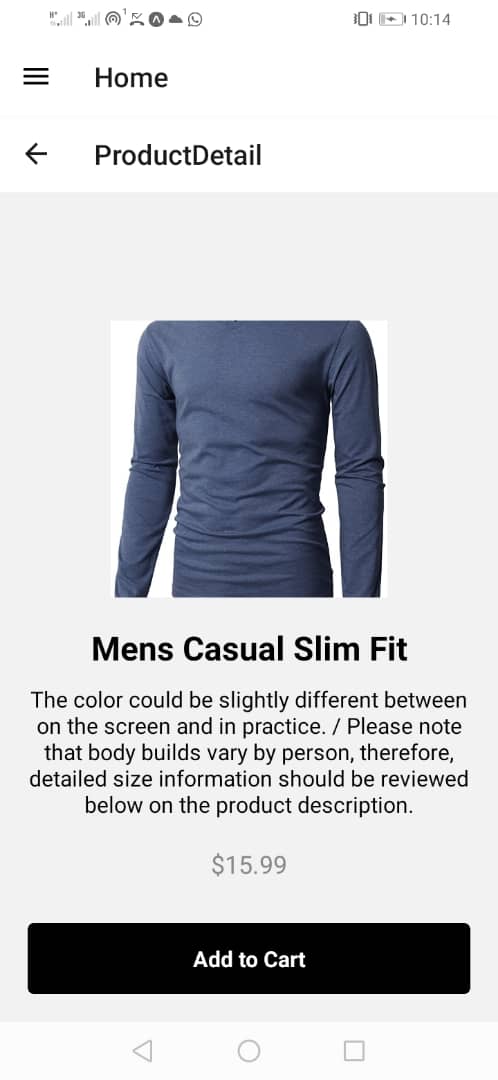 H+ 3G 1 10:14
Home
ProductDetail
Mens Casual Slim Fit
The color could be slightly different between
on the screen and in practice. / Please note
that body builds vary by person, therefore,
detailed size information should be reviewed
below on the product description.
$15.99
Add to Cart